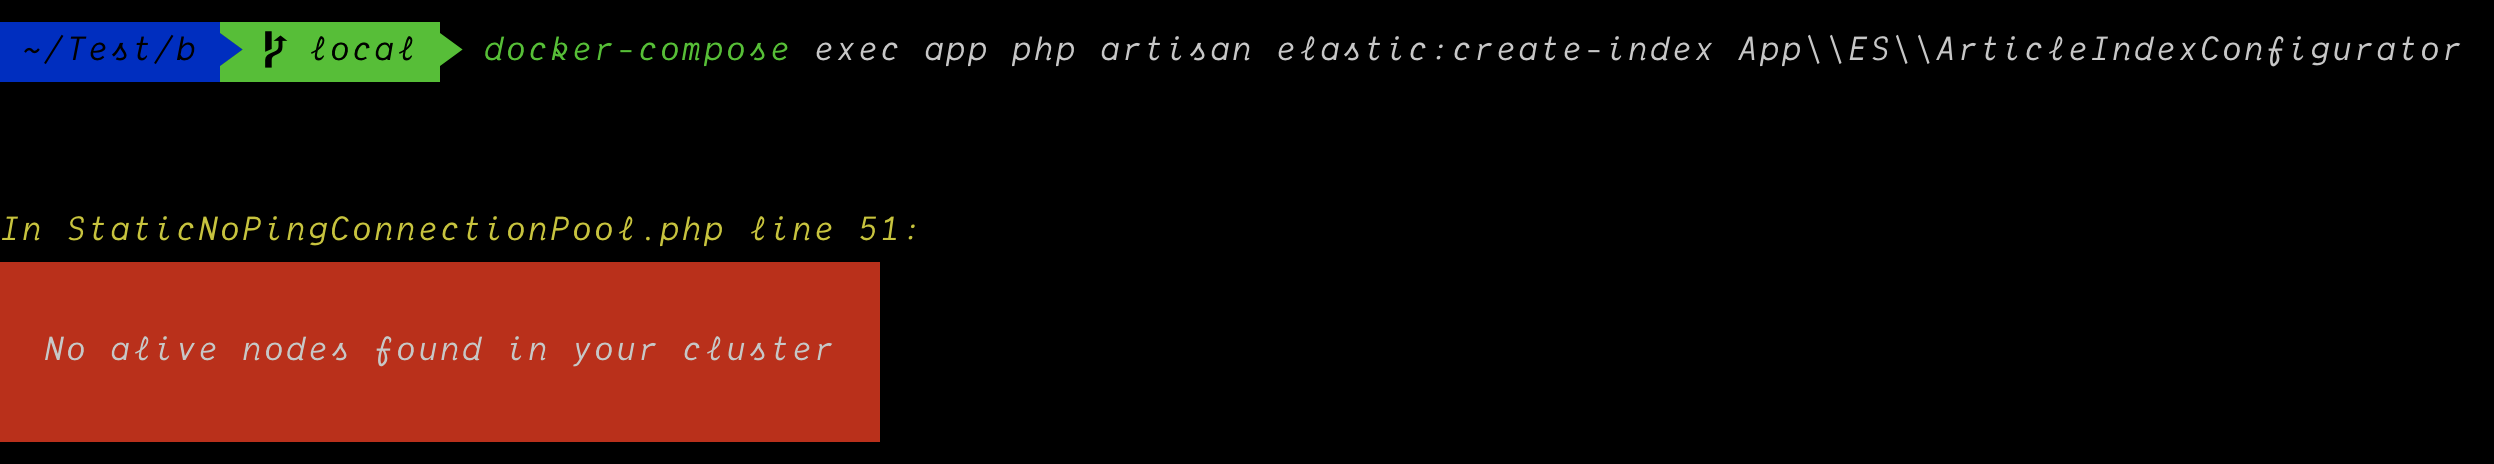 ~/Test/b local docker-compose exec app php artisan elastic:create-index App\\ES\\ArticleIndexConfigurator
In StaticNoPingConnectionPool.php line 51:
No alive nodes found in your cluster